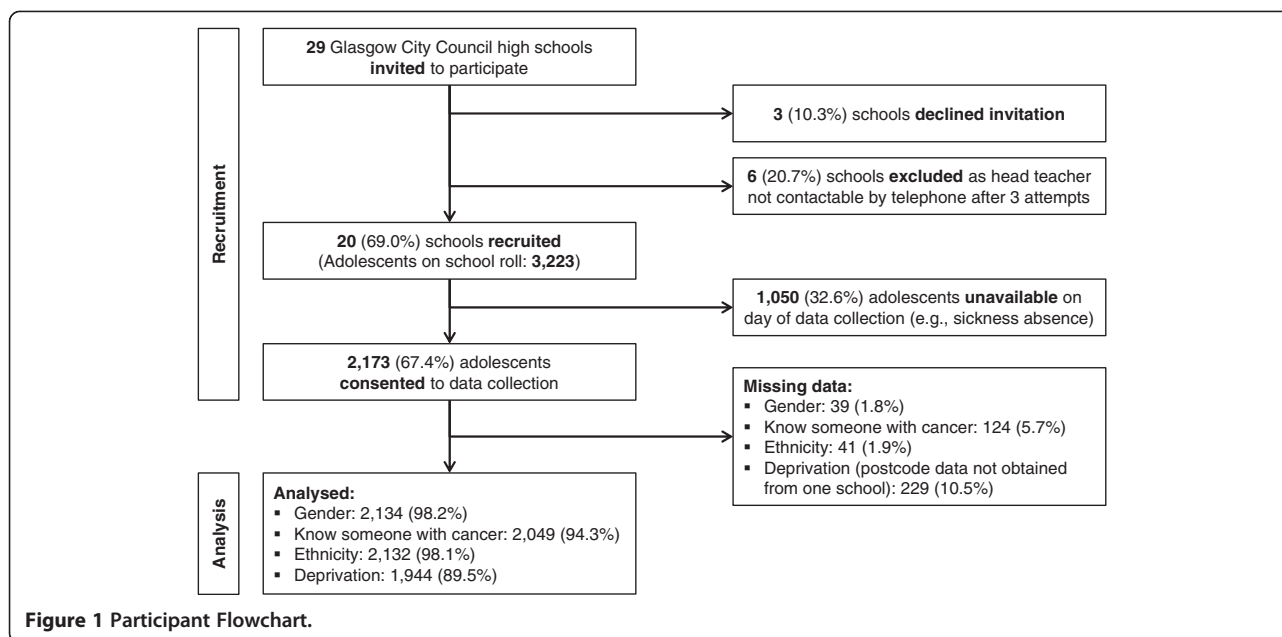 29 Glasgow City Council high schools
invited to participate
3 (10.3%) schools declined invitation
6 (20.7%) schools excluded as head teacher
not contactable by telephone after 3 attempts
Recruitment
20 (69.0%) schools recruited
(Adolescents on school roll: 3,223)
1,050 (32.6%) adolescents unavailable on
day of data collection (e.g., sickness absence)
2,173 (67.4%) adolescents
consented to data collection
Missing data:
▪ Gender: 39 (1.8%)
▪ Know someone with cancer: 124 (5.7%)
▪ Ethnicity: 41 (1.9%)
▪ Deprivation (postcode data not obtained
from one school): 229 (10.5%)
Analysis
Analysed:
▪ Gender: 2,134 (98.2%)
▪ Know someone with cancer: 2,049 (94.3%)
▪ Ethnicity: 2,132 (98.1%)
▪ Deprivation: 1,944 (89.5%)
Figure 1 Participant Flowchart.